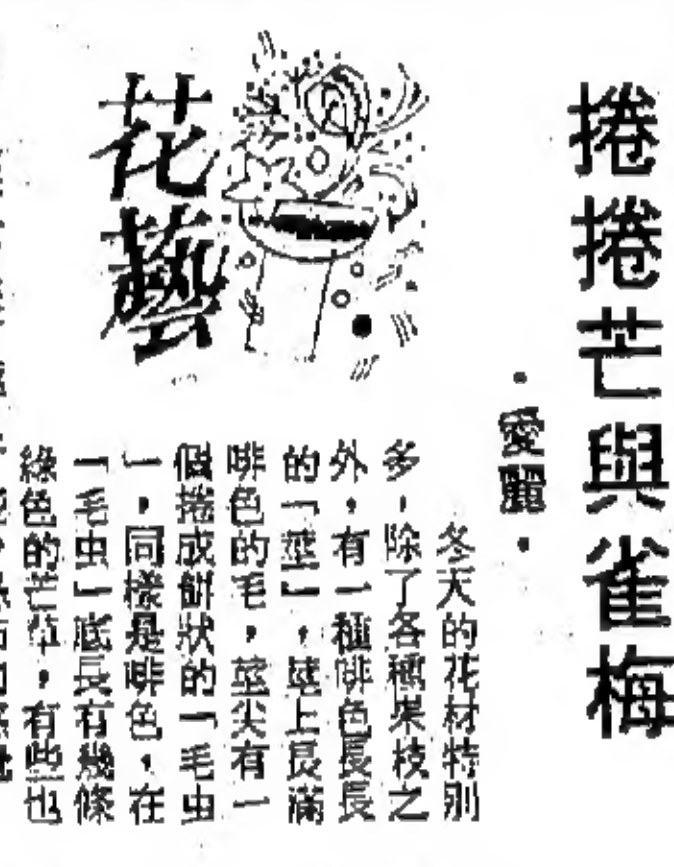 捲捲芒與雀梅
・愛麗・
花藝
冬天的花材特別
多，除了各種果枝之
外，有一種啡色長長
的「莖」，莖上長滿
啡色的毛，莖尖有一
個捲成餅狀的「毛虫
」，同樣是啡色，在
「毛虫」底長有幾條
綠色的芒草，有些也